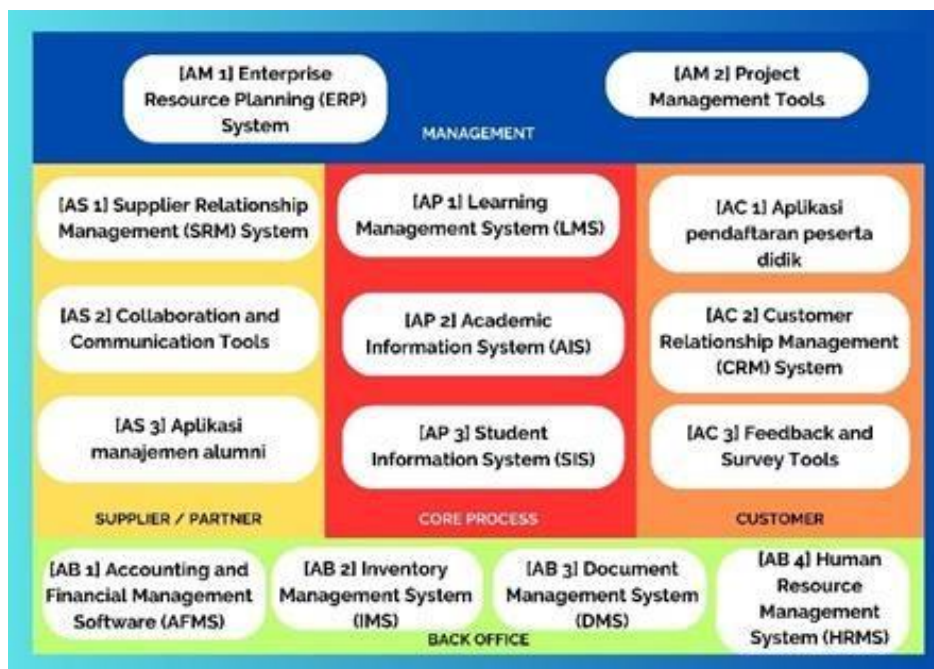 [AM 1] Enterprise
Resource Planning (ERP)
System
[AM 2] Project
Management Tools
MANAGEMENT
[AS 1] Supplier Relationship
Management (SRM) System
[AS 2] Collaboration and
Communication Tools
[AS 3] Aplikasi
manajemen alumni
SUPPLIER / PARTNER
[AP 1] Learning
Management System (LMS)
[AP 2] Academic
Information System (AIS)
[AP 3] Student
Information System (SIS)
CORE PROCESS
[AC 1] Aplikasi
pendaftaran peserta
didik
[AC 2] Customer
Relationship Management
(CRM) System
[AC 3] Feedback and
Survey Tools
CUSTOMER
[AB 1] Accounting and
Financial Management
Software (AFMS)
[AB 2] Inventory
Management System
(IMS)
[AB 3] Document
Management System
(DMS)
[AB 4] Human
Resource
Management
System (HRMS)
BACK OFFICE